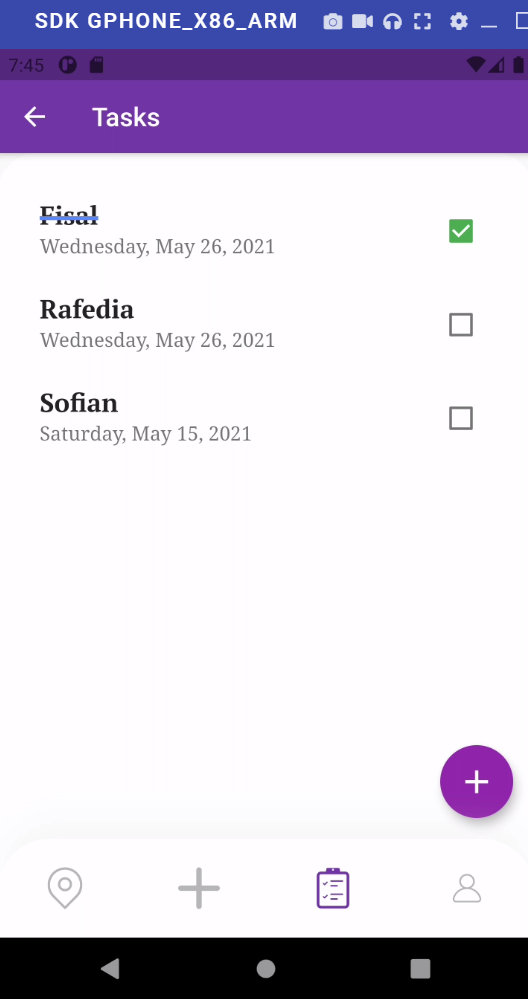 SDK GPHONE_X86_ARM
7:45
Tasks
Fisal
Wednesday, May 26, 2021
Rafedia
Wednesday, May 26, 2021
Sofian
Saturday, May 15, 2021